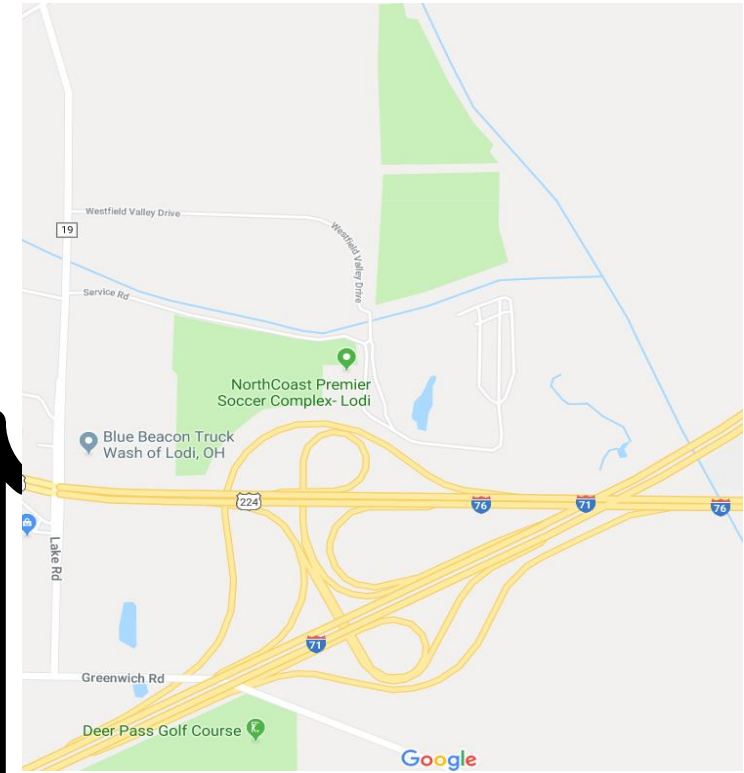 Westfield Valley Drive
19
Westfield Valley Drive
Service Rd
NorthCoast Premier
Soccer Complex- Lodi
Blue Beacon Truck
Wash of Lodi, OH
224
76
71
76
Lake Rd
71
Greenwich Rd
Deer Pass Golf Course
Google